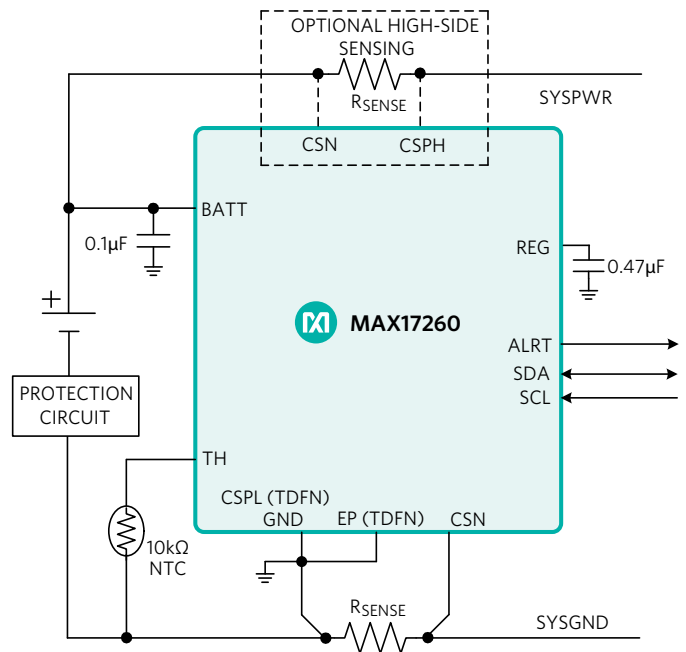 OPTIONAL HIGH-SIDE
SENSING
RSENSE
SYSPWR
CSN
CSPH
BATT
0.1µF
REG
0.47µF
+
MAX17260
ALRT
SDA
SCL
PROTECTION
CIRCUIT
TH
CSPL (TDFN)
GND
EP (TDFN)
CSN
10kΩ
NTC
RSENSE
SYSGND